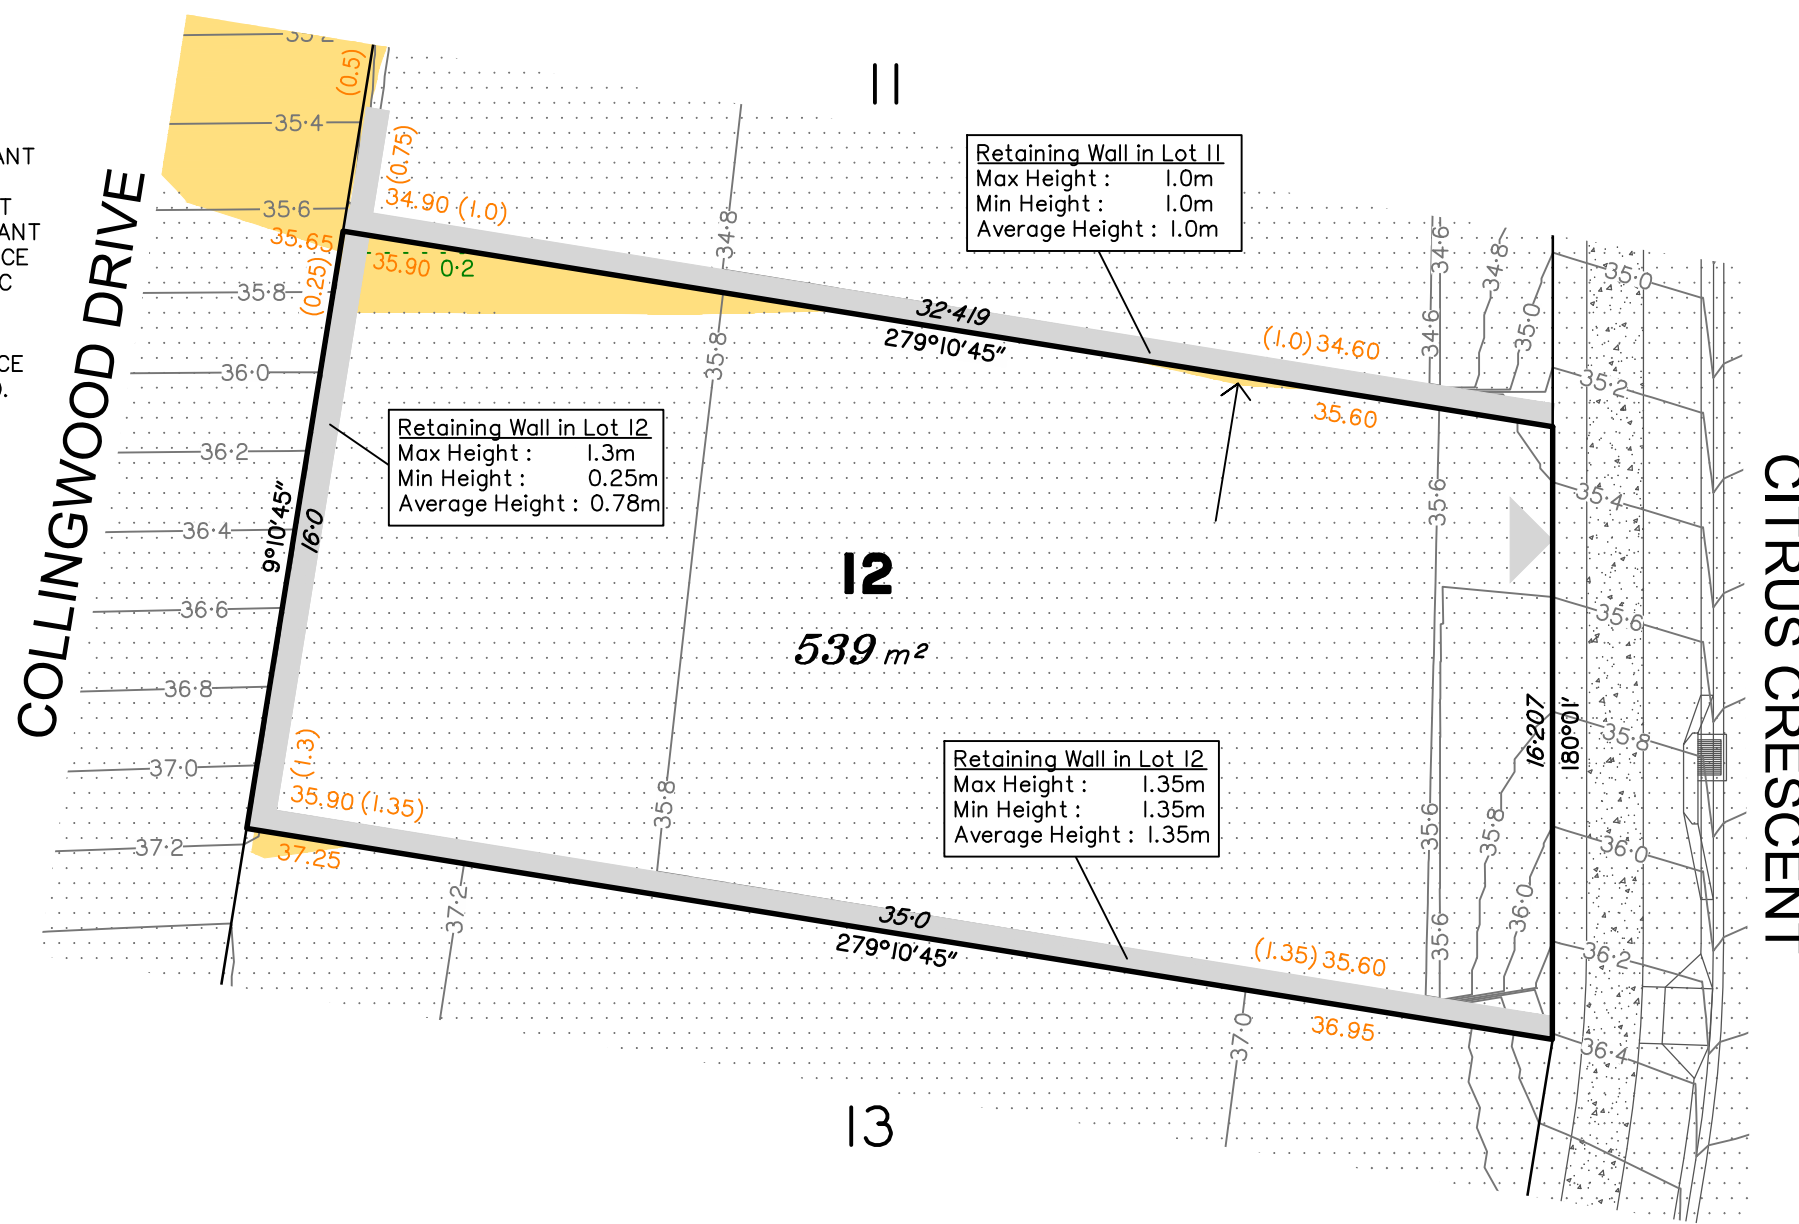 11
35·2
(0.5)
35·4
ANT
(0.75)
T
34.90 (1.0)
35·6
ANT
35.65
CE
35.90 0·2
C
(0.25)
35·8
CE
36·0
COLLINGWOOD DRIVE
Retaining Wall in Lot 11
Max Height : 1.0m
Min Height : 1.0m
Average Height : 1.0m
34·8
34·6
34·8
35·0
32·419
279°10'45"
35·8
34·6
35·0
(1.0) 34.60
35·2
35.60
Retaining Wall in Lot 12
Max Height : 1.3m
Min Height : 0.25m
Average Height : 0.78m
36·2
36·4
9°10'45"
16·0
35·6
35·4
12
539 m²
36·6
35·6
36·8
16·207
180°01'
35·8
CITRUS CRESCENT
37·0
(1.3)
35.90 (1.35)
35·8
Retaining Wall in Lot 12
Max Height : 1.35m
Min Height : 1.35m
Average Height : 1.35m
35·6
35·8
36·0
37·2
37.25
37·2
35·0
279°10'45"
(1.35) 35.60
35·6
36·0
36·2
36.95
37·0
36·4
13